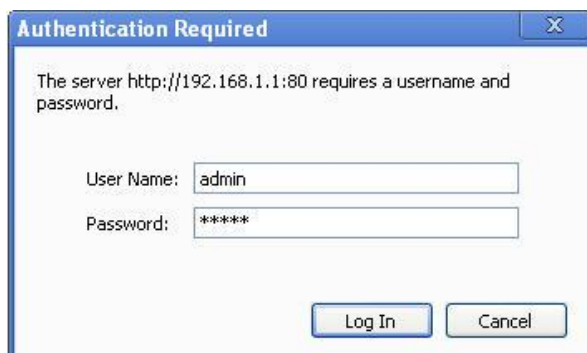 Authentication Required
X
The server http://192.168.1.1:80 requires a username and
password.
User Name: admin
Password: *****
Log In Cancel